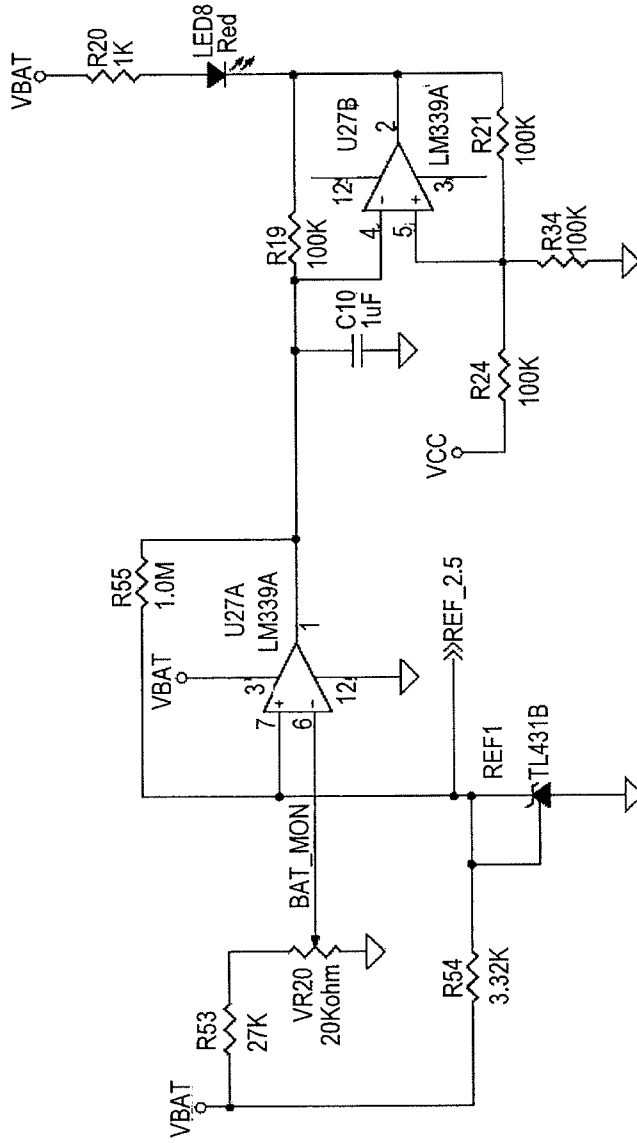 VBAT
R20
1K
LED8
Red
R19
100K
U27B
LM339A
12
2
4
5
3
R21
100K
C10
1uF
R34
100K
R24
100K
VCC
R55
1.0M
U27A
LM339A
VBAT
3
7
6
12
1
REF_2.5
REF1
TL431B
BAT_MON
R53
27K
VR20
20Kohm
R54
3.32K
VBAT
+
-
-
+